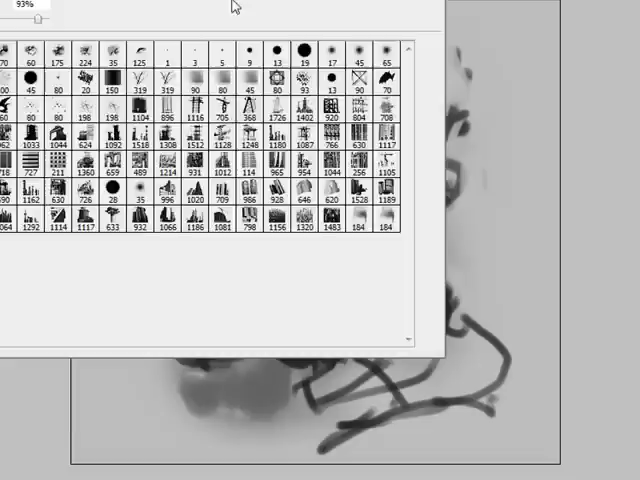 93%
70 60 175 224 35 125 1 3 5 9 13 19 17 45 65
00 45 80 20 150 319 319 90 80 45 80 93 13 90 70
60 80 80 198 198 1104 896 1116 705 368 1726 1402 920 804 708
962 1033 1044 624 1092 1518 1308 1512 1128 1248 1180 1087 766 630 1117
718 727 211 1360 659 489 1214 931 1012 114 965 954 1044 256 1105
590 1162 630 726 28 35 996 1020 709 986 928 646 620 1528 1189
064 1292 1114 1117 633 932 1066 1186 1081 798 1156 1320 1483 184 184